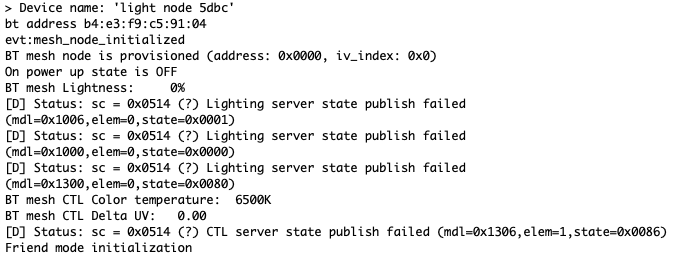 > Device name: 'light node 5dbc'
bt address b4:e3:f9:c5:91:04
evt:mesh_node_initialized
BT mesh node is provisioned (address: 0x0000, iv_index: 0x0)
On power up state is OFF
BT mesh Lightness:     0%
[D] Status: sc = 0x0514 (?) Lighting server state publish failed
(mdl=0x1006,elem=0,state=0x0001)
[D] Status: sc = 0x0514 (?) Lighting server state publish failed
(mdl=0x1000,elem=0,state=0x0000)
[D] Status: sc = 0x0514 (?) Lighting server state publish failed
(mdl=0x1300,elem=0,state=0x0080)
BT mesh CTL Color temperature:  6500K
BT mesh CTL Delta UV:   0.00
[D] Status: sc = 0x0514 (?) CTL server state publish failed (mdl=0x1306,elem=1,state=0x0086)
Friend mode initialization